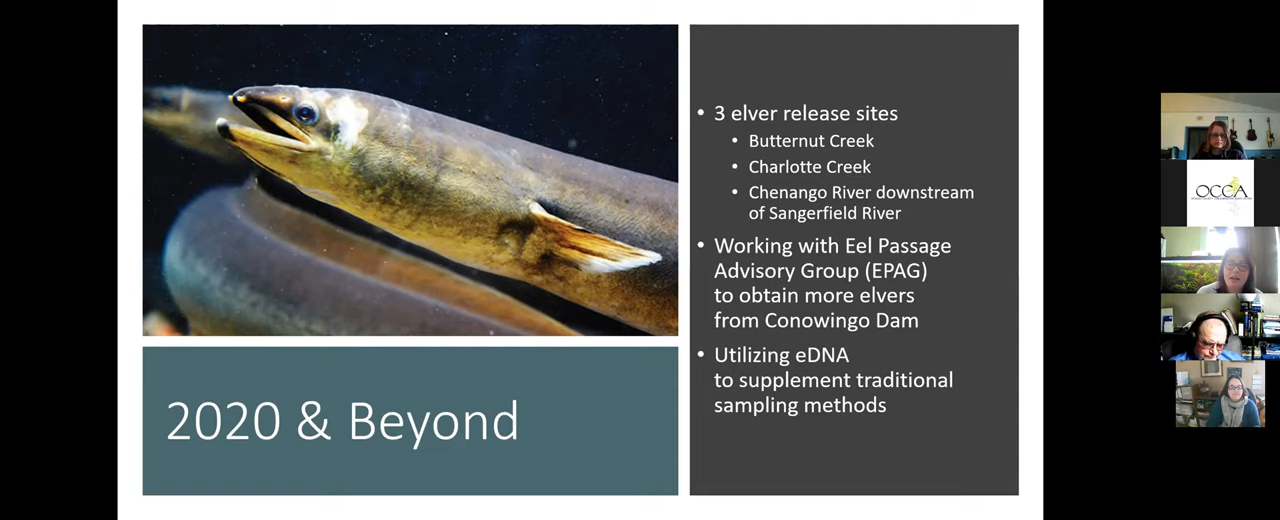 2020 & Beyond
• 3 elver release sites
• Butternut Creek
• Charlotte Creek
• Chenango River downstream
of Sangerfield River
• Working with Eel Passage
Advisory Group (EPAG)
to obtain more elvers
from Conowingo Dam
• Utilizing eDNA
to supplement traditional
sampling methods
OCCA